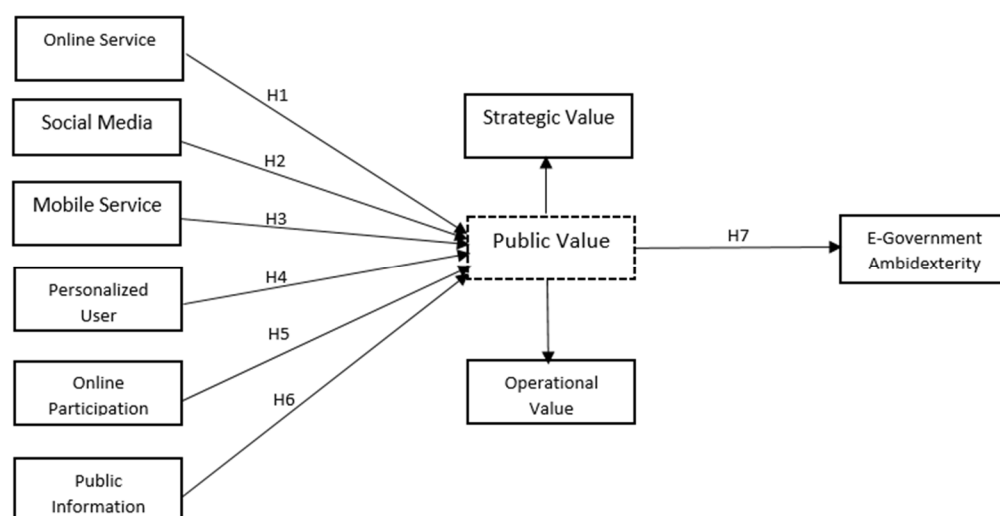 Online Service
H1
Social Media
H2
Mobile Service
H3
Personalized
User
H4
Online
Participation
H5
Public
Information
H6
Strategic Value
Public Value
Operational
Value
H7
E-Government
Ambidexterity